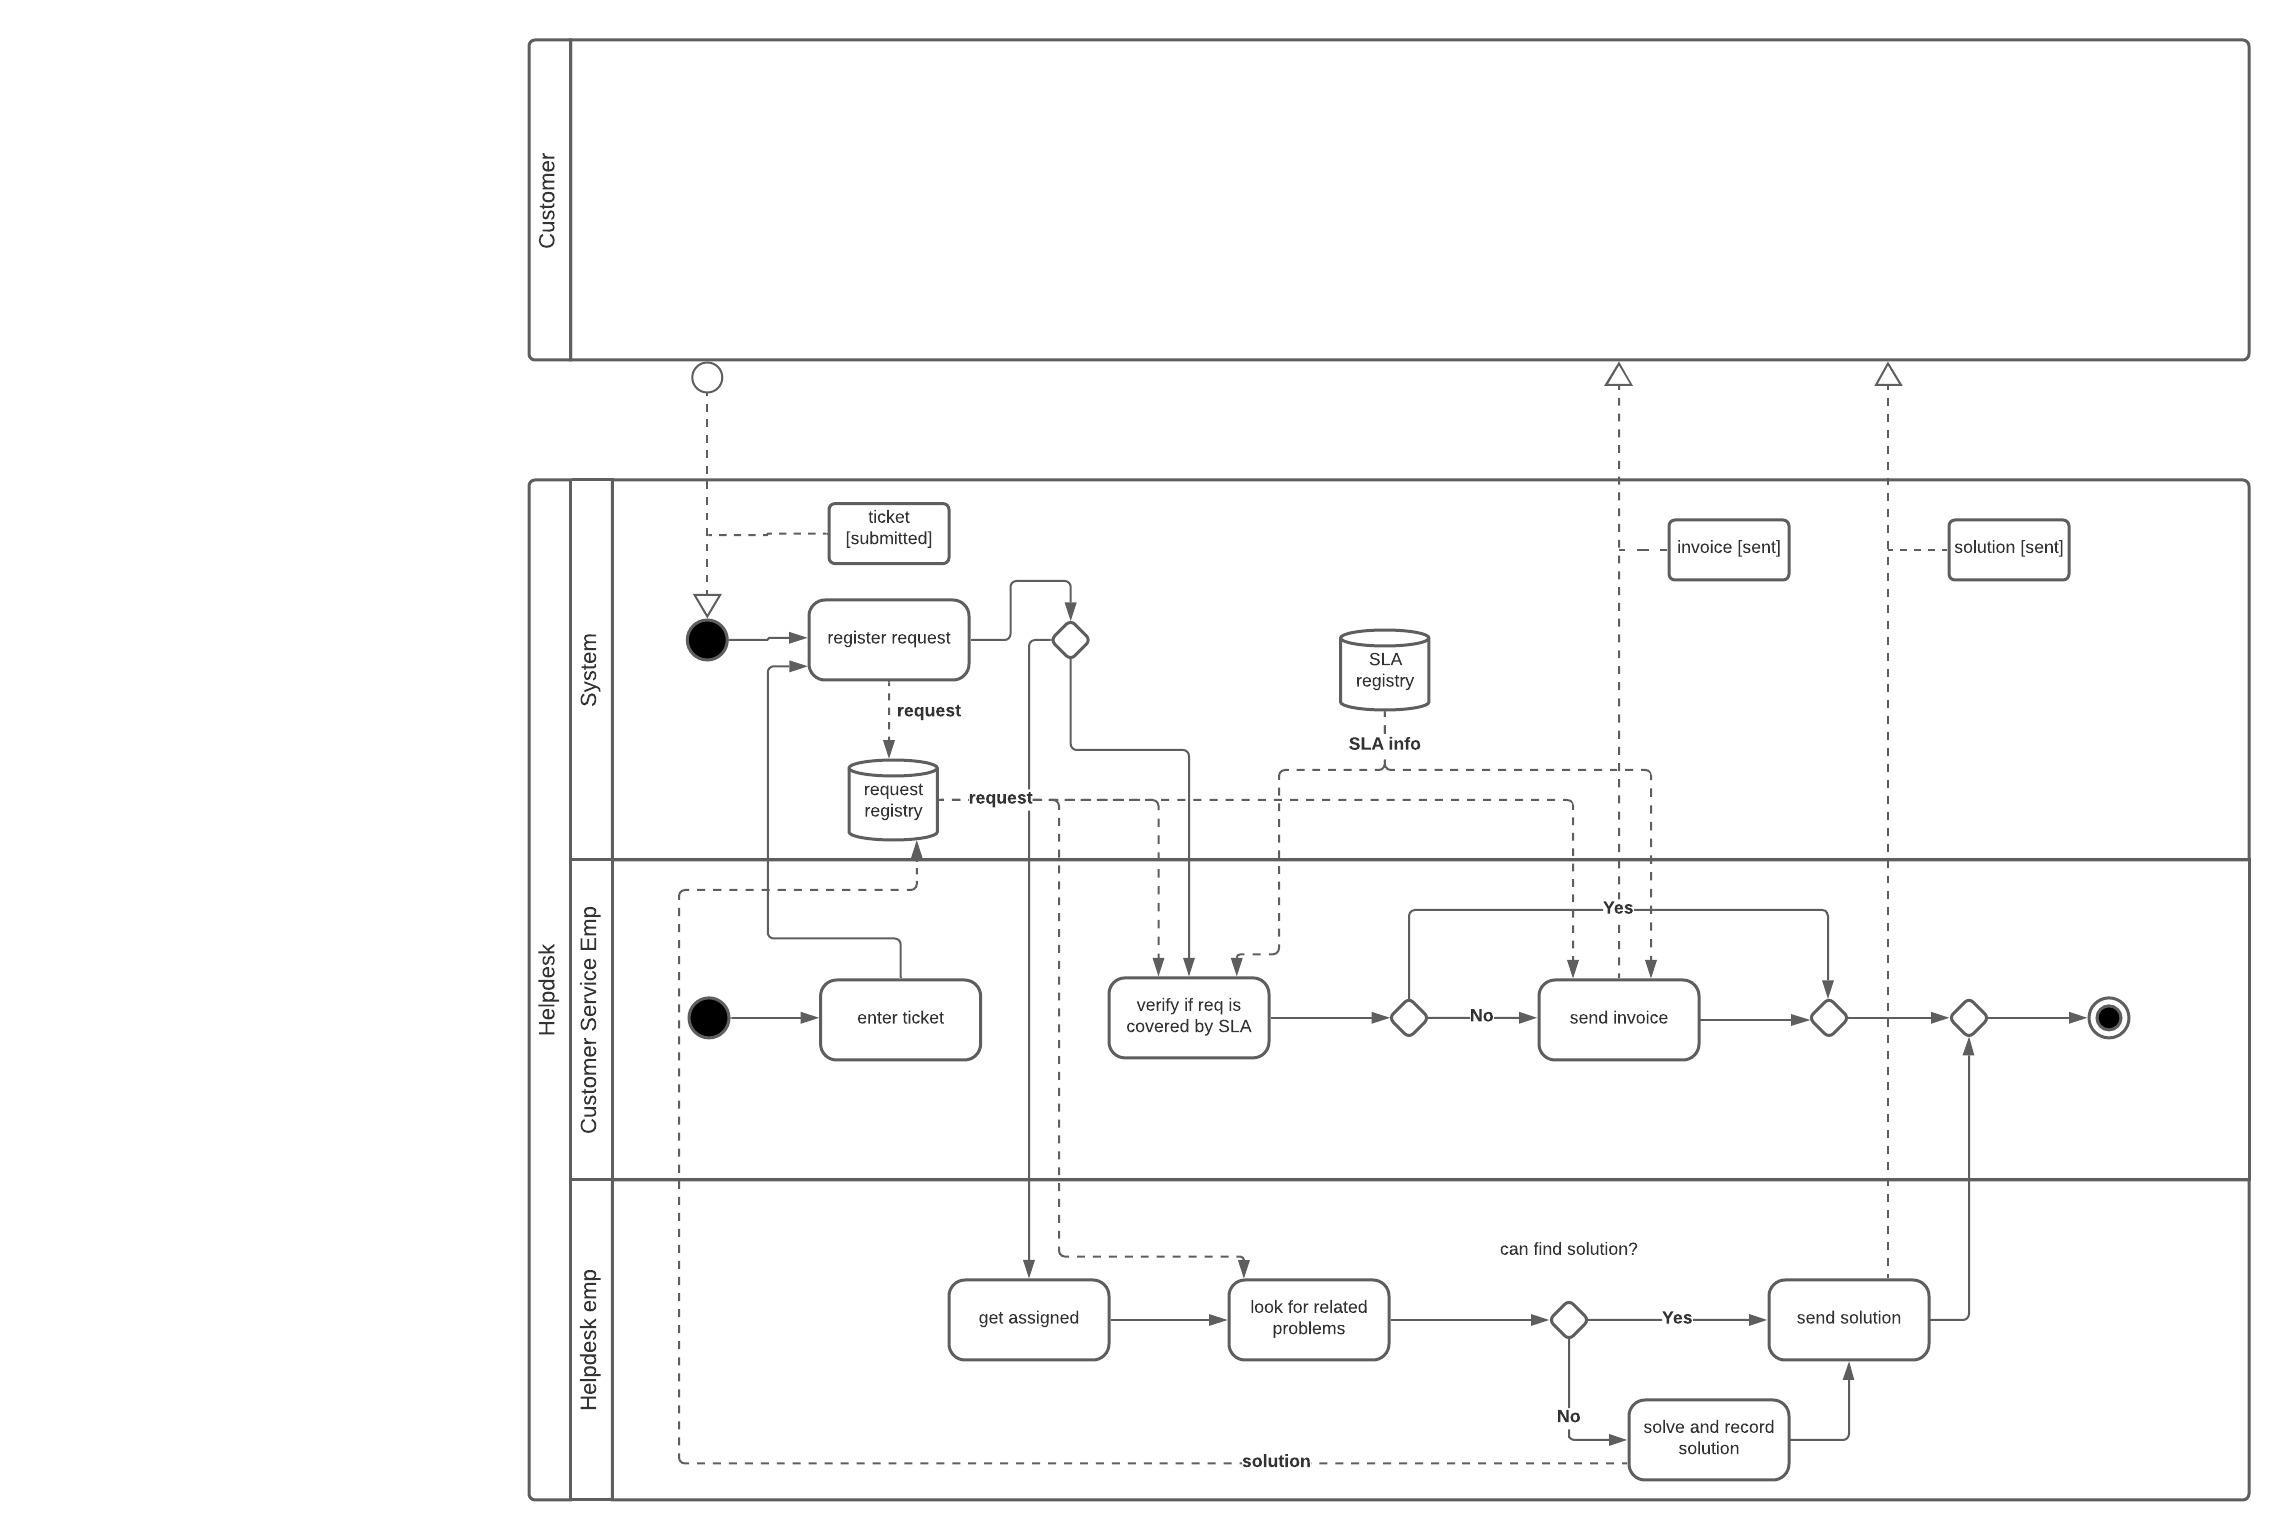 Customer
Helpdesk
System
ticket
[submitted]
invoice [sent]
solution [sent]
register request
SLA
registry
request
SLA info
request
registry
request
Customer Service Emp
Yes
enter ticket
verify if req is
covered by SLA
No
send invoice
Helpdesk emp
can find solution?
get assigned
look for related
problems
Yes
send solution
No
solve and record
solution
solution